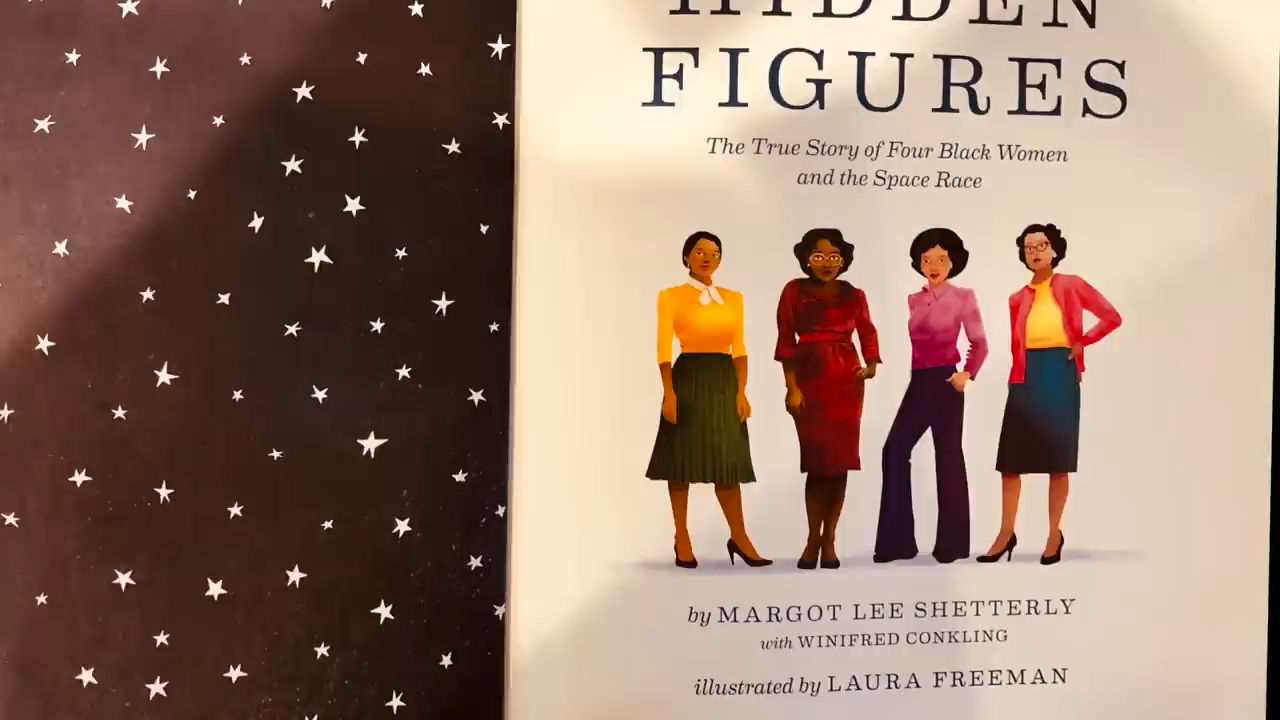 HIDDEN
FIGURES
The True Story of Four Black Women
and the Space Race
by MARGOT LEE SHETTERLY
with WINIFRED CONKLING
illustrated by LAURA FREEMAN